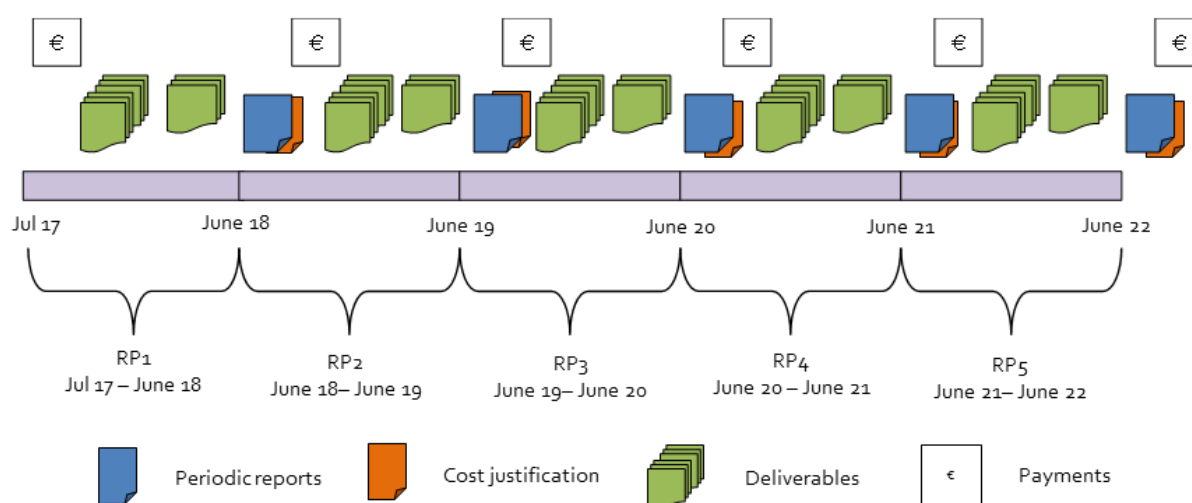 € € € € € €
Jul 17 June 18 June 19 June 20 June 21 June 22
RP1
Jul 17 – June 18
RP2
June 18– June 19
RP3
June 19– June 20
RP4
June 20 – June 21
RP5
June 21– June 22
Periodic reports Cost justification Deliverables € Payments